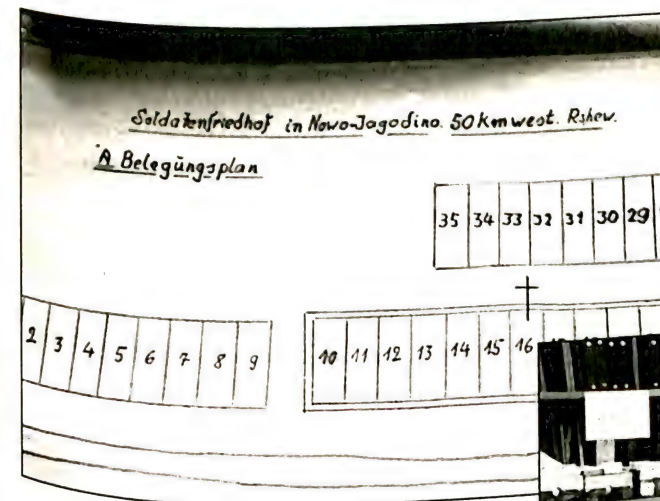 Soldatenfriedhof in Nowo-Jagodino. 50 km west. Rshew.
A Belegŭngsplan
35 34 33 32 31 30 29
2 3 4 5 6 7 8 9 10 11 12 13 14 15 16